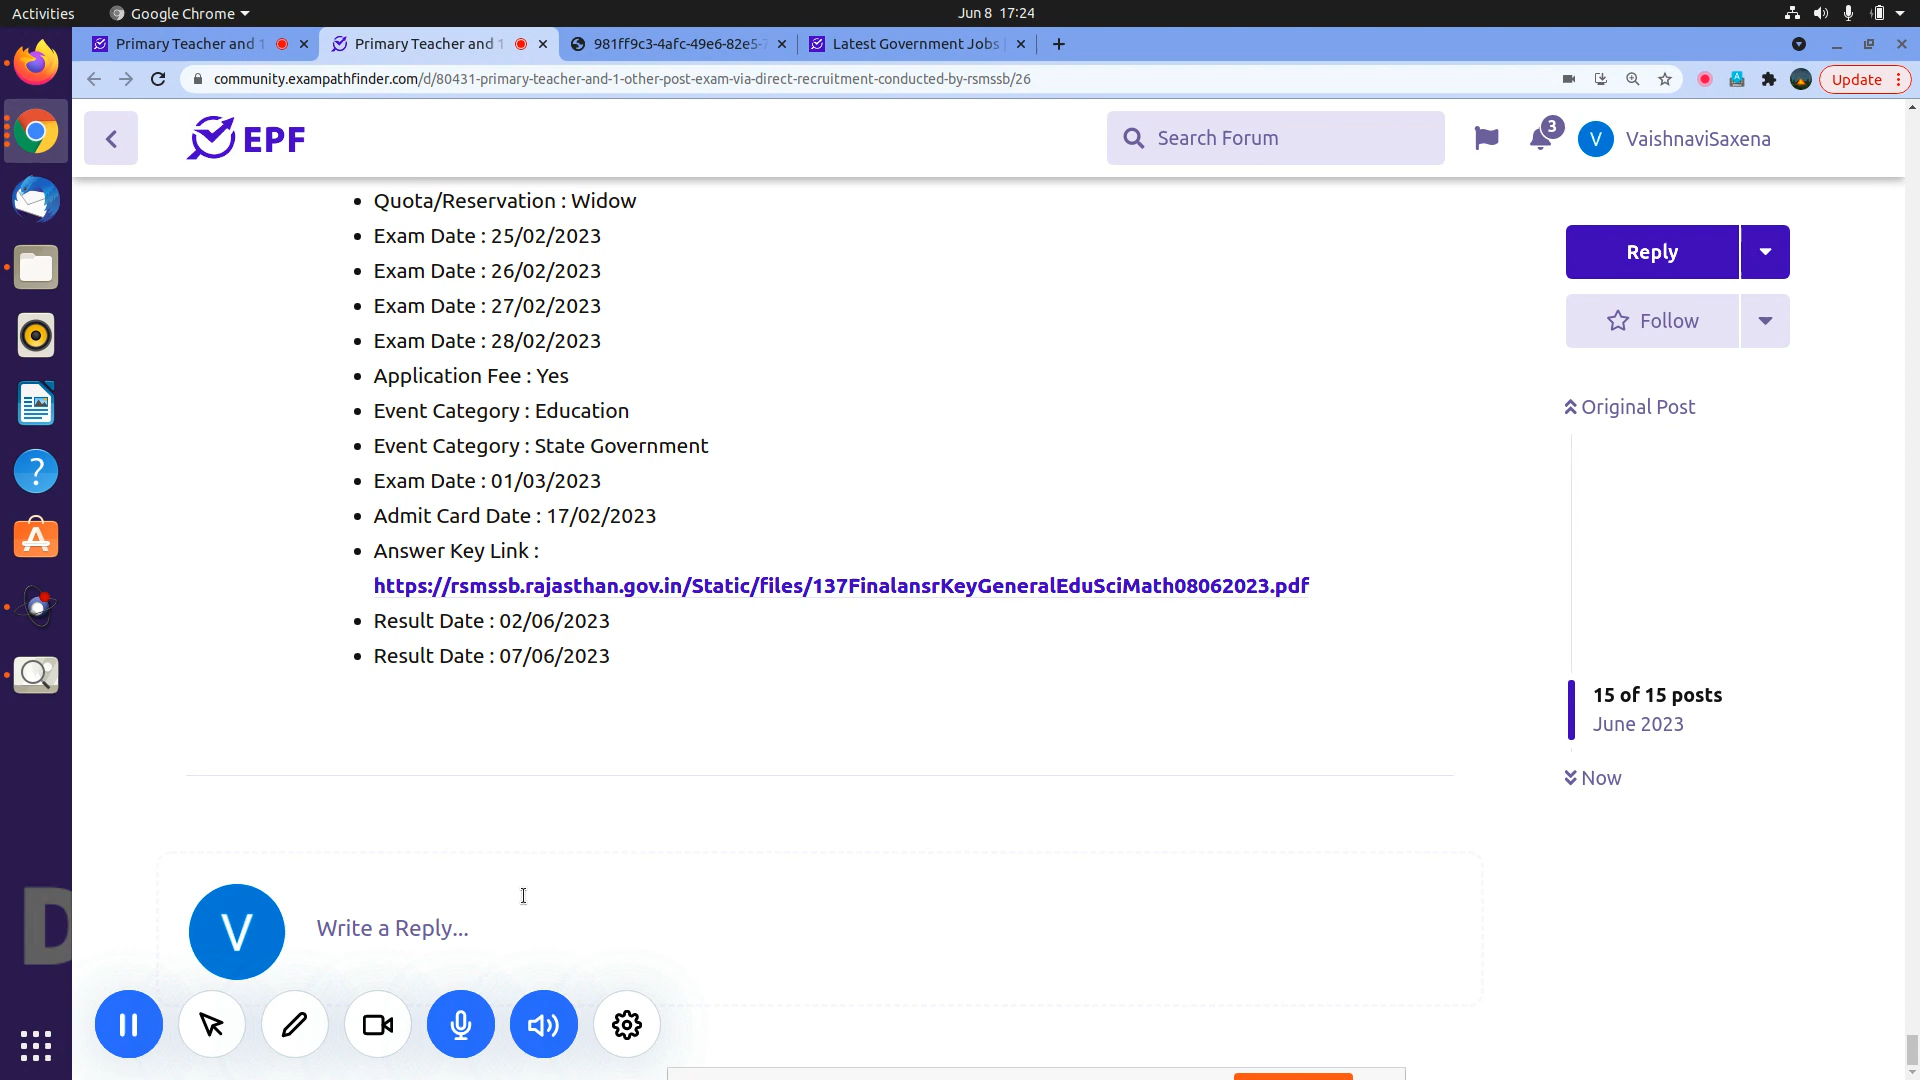 Activities
Google Chrome
Jun 8 17:24
Primary Teacher and 1
Primary Teacher and 1
981ff9c3-4afc-49e6-82e5-7
Latest Government Jobs
community.exampathfinder.com/d/80431-primary-teacher-and-1-other-post-exam-via-direct-recruitment-conducted-by-rsmssb/26
Update
EPF
Search Forum
3
V
VaishnaviSaxena
Quota/Reservation : Widow
Exam Date : 25/02/2023
Exam Date : 26/02/2023
Exam Date : 27/02/2023
Exam Date : 28/02/2023
Application Fee : Yes
Event Category : Education
Event Category : State Government
Exam Date : 01/03/2023
Admit Card Date : 17/02/2023
Answer Key Link :
https://rsmssb.rajasthan.gov.in/Static/files/137FinalansrKeyGeneralEduSciMath08062023.pdf
Result Date : 02/06/2023
Result Date : 07/06/2023
Reply
Follow
Original Post
15 of 15 posts
June 2023
Now
V
Write a Reply...
D